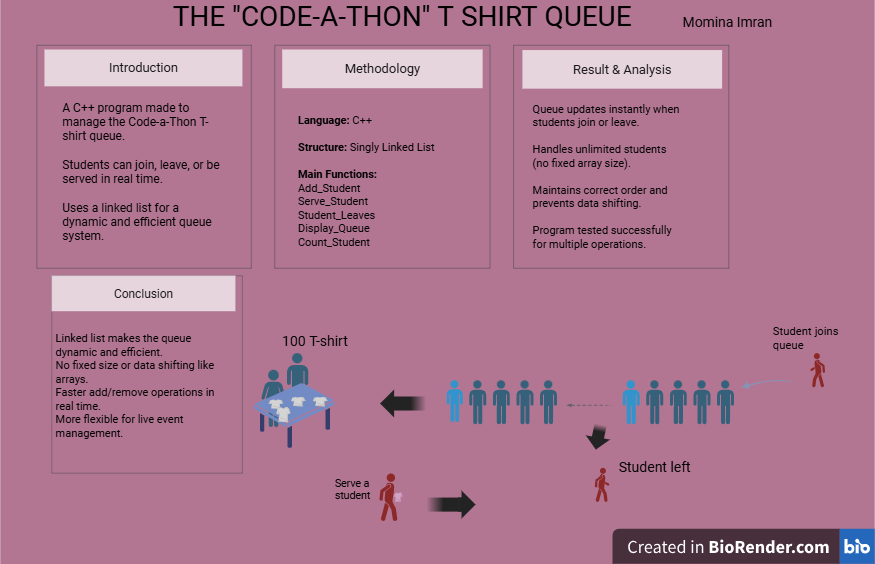 THE "CODE-A-THON" T SHIRT QUEUE
Momina Imran
Introduction
A C++ program made to
manage the Code-a-Thon T-
shirt queue.
Students can join, leave, or be
served in real time.
Uses a linked list for a
dynamic and efficient queue
system.
Methodology
Language: C++
Structure: Singly Linked List
Main Functions:
Add_Student
Serve_Student
Student_Leaves
Display_Queue
Count_Student
Result & Analysis
Queue updates instantly when
students join or leave.
Handles unlimited students
(no fixed array size).
Maintains correct order and
prevents data shifting.
Program tested successfully
for multiple operations.
Conclusion
Linked list makes the queue
dynamic and efficient.
No fixed size or data shifting like
arrays.
Faster add/remove operations in
real time.
More flexible for live event
management.
100 T-shirt
Student joins
queue
Student left
Serve a
student
Created in BioRender.com bio